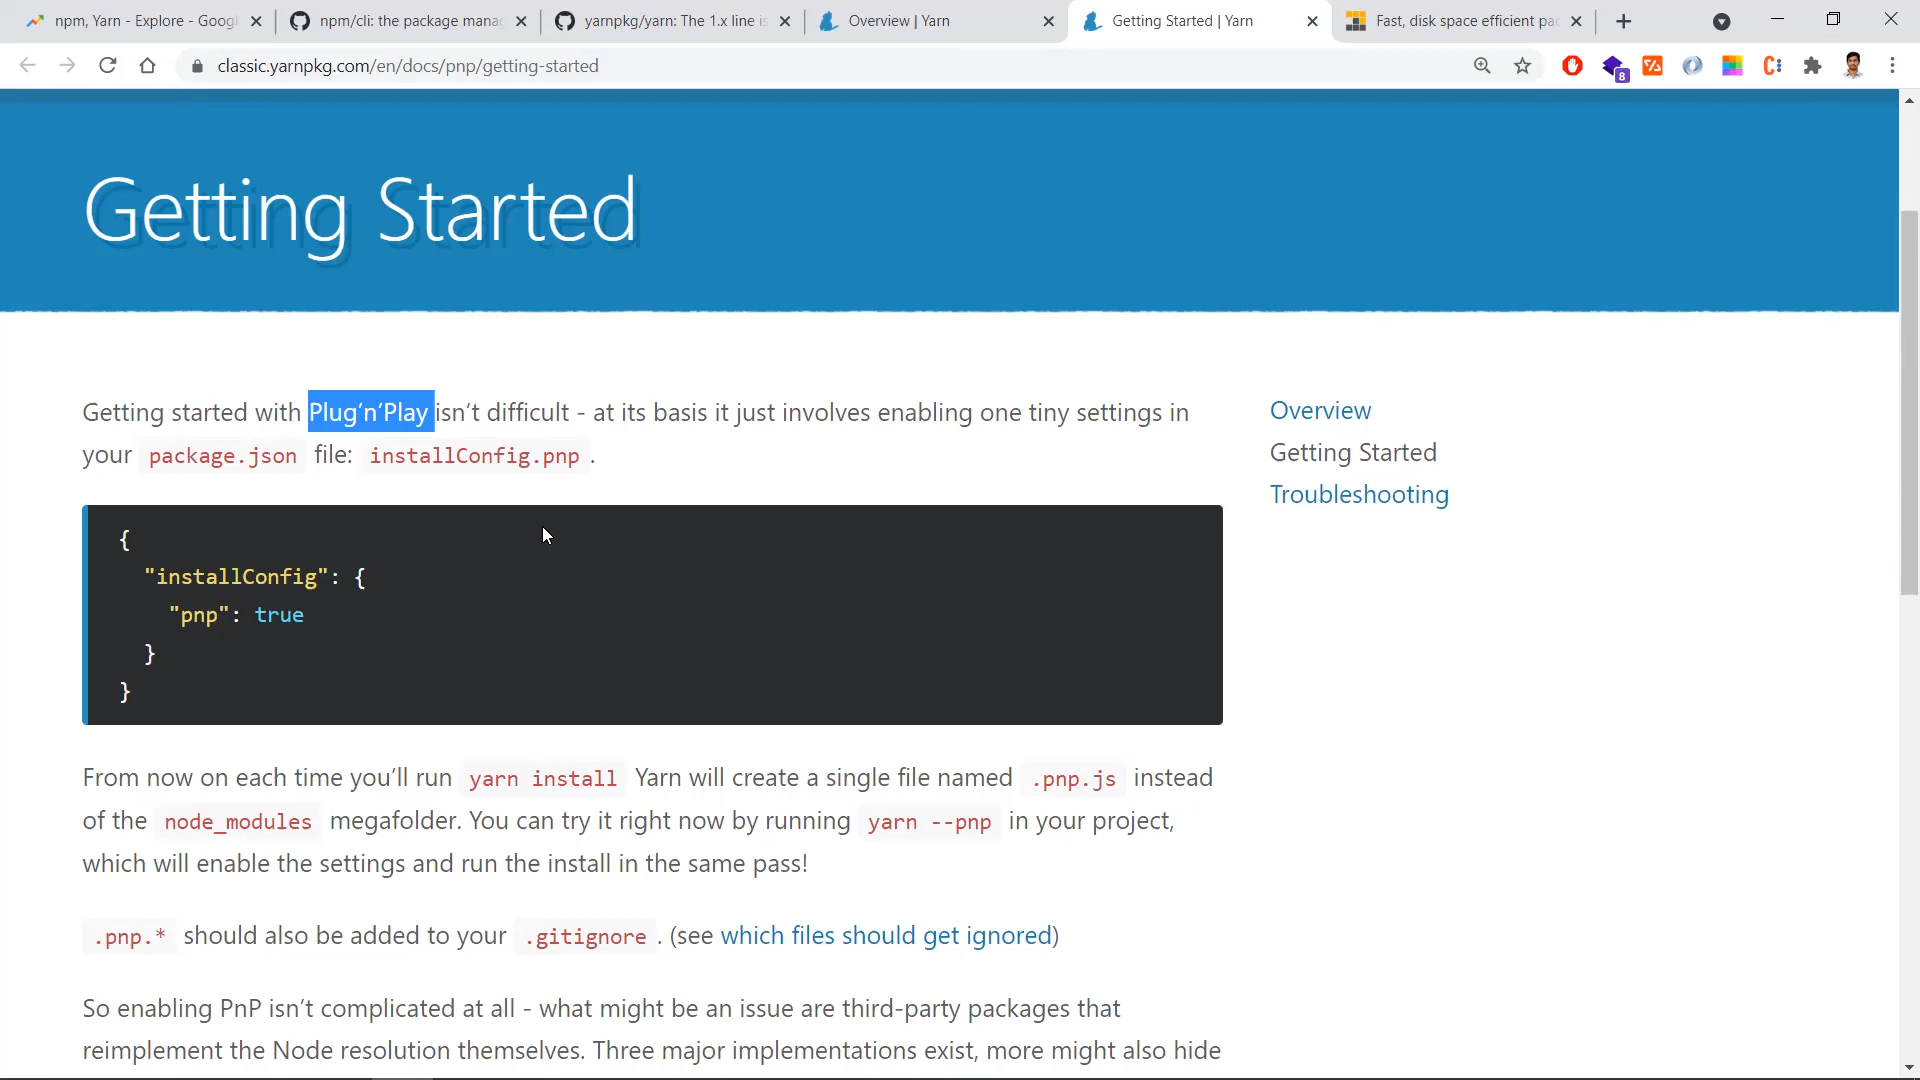 npm, Yarn - Explore - Googl
npm/cli: the package manag
yarnpkg/yarn: The 1.x line is
Overview | Yarn
Getting Started | Yarn
Fast, disk space efficient pac
classic.yarnpkg.com/en/docs/pnp/getting-started
8
Getting Started
Getting started with Plug’n’Play isn’t difficult - at its basis it just involves enabling one tiny settings in
your package.json file: installConfig.pnp .
{
"installConfig": {
"pnp": true
}
}
From now on each time you’ll run yarn install Yarn will create a single file named .pnp.js instead
of the node_modules megafolder. You can try it right now by running yarn --pnp in your project,
which will enable the settings and run the install in the same pass!
.pnp.* should also be added to your .gitignore . (see which files should get ignored)
So enabling PnP isn’t complicated at all - what might be an issue are third-party packages that
reimplement the Node resolution themselves. Three major implementations exist, more might also hide
Overview
Getting Started
Troubleshooting